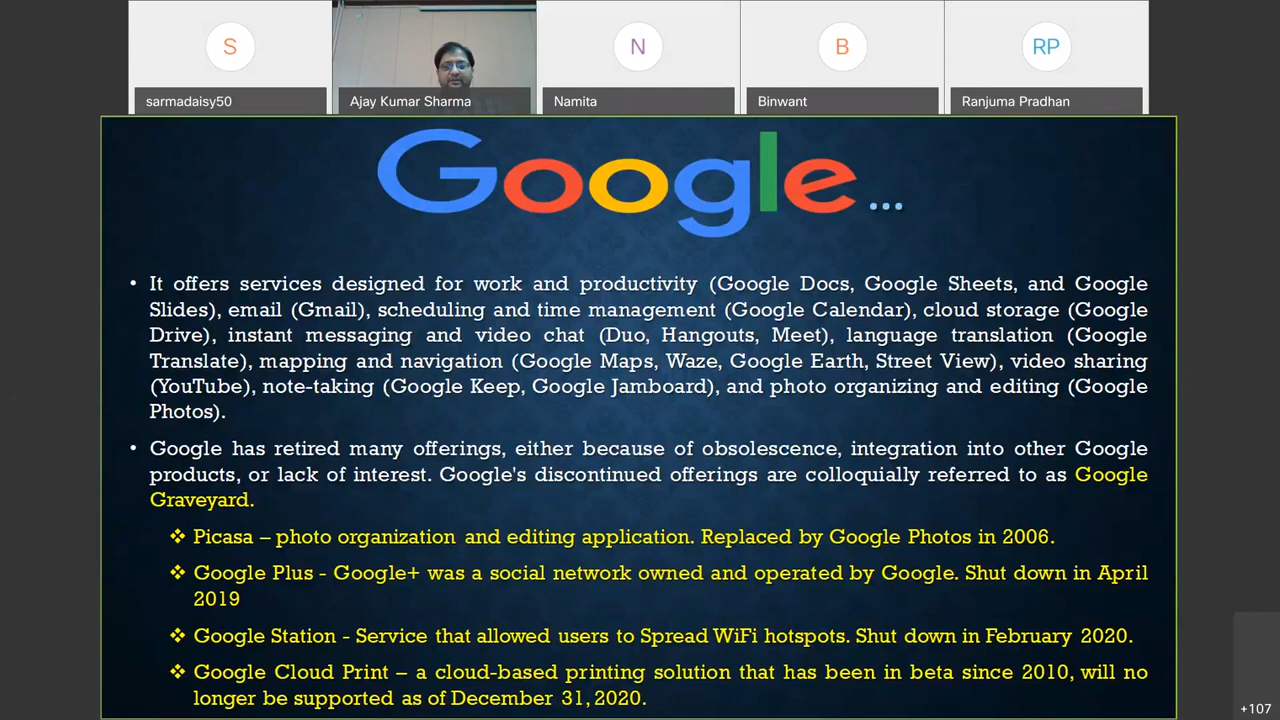 S
N
B
RP
sarmadaisy50
Ajay Kumar Sharma
Namita
Binwant
Ranjuma Pradhan
Google...
• It offers services designed for work and productivity (Google Docs, Google Sheets, and Google
Slides), email (Gmail), scheduling and time management (Google Calendar), cloud storage (Google
Drive), instant messaging and video chat (Duo, Hangouts, Meet), language translation (Google
Translate), mapping and navigation (Google Maps, Waze, Google Earth, Street View), video sharing
(YouTube), note-taking (Google Keep, Google Jamboard), and photo organizing and editing (Google
Photos).
• Google has retired many offerings, either because of obsolescence, integration into other Google
products, or lack of interest. Google's discontinued offerings are colloquially referred to as Google
Graveyard.
❖ Picasa – photo organization and editing application. Replaced by Google Photos in 2006.
❖ Google Plus - Google+ was a social network owned and operated by Google. Shut down in April
2019
❖ Google Station - Service that allowed users to Spread WiFi hotspots. Shut down in February 2020.
❖ Google Cloud Print – a cloud-based printing solution that has been in beta since 2010, will no
longer be supported as of December 31, 2020.
+107